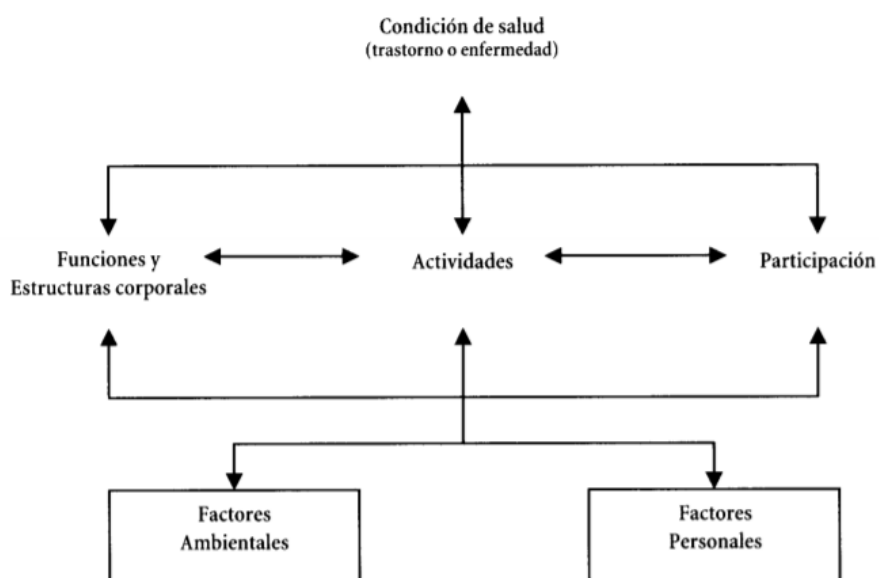 Condición de salud
(trastorno o enfermedad)
Funciones y
Estructuras corporales
Actividades
Participación
Factores
Ambientales
Factores
Personales